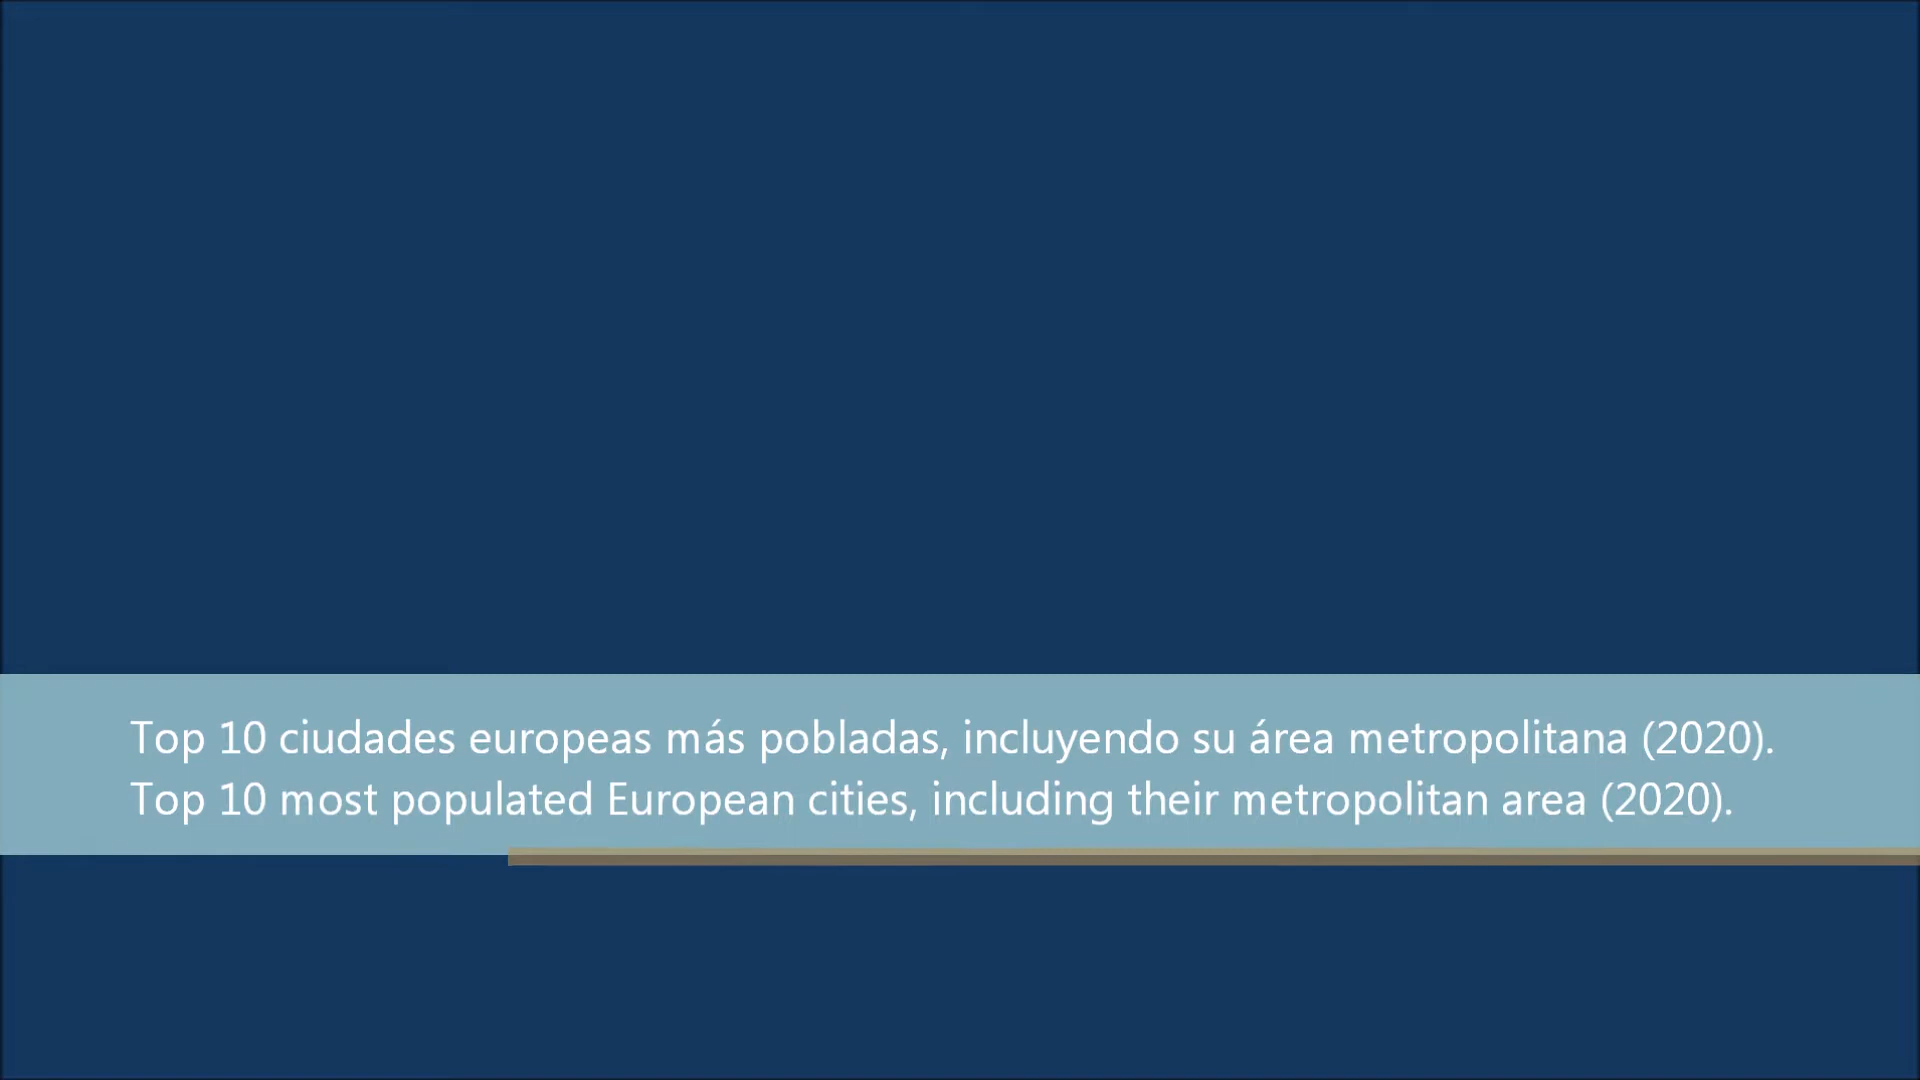 Top 10 ciudades europeas más pobladas, incluyendo su área metropolitana (2020).
Top 10 most populated European cities, including their metropolitan area (2020).